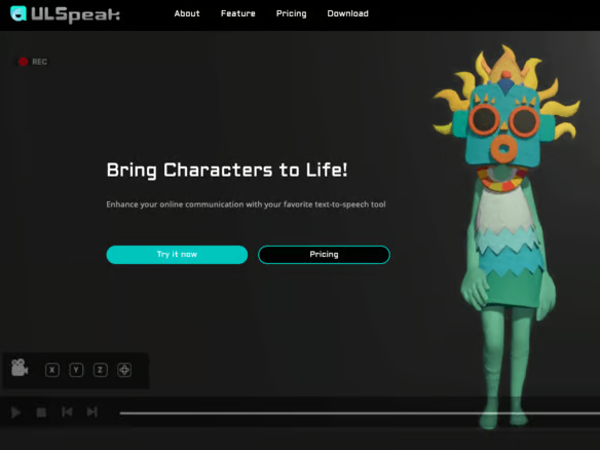 ULSpeak
About Feature Pricing Download
REC
Bring Characters to Life!
Enhance your online communication with your favorite text-to-speech tool
Try it now Pricing
X Y Z